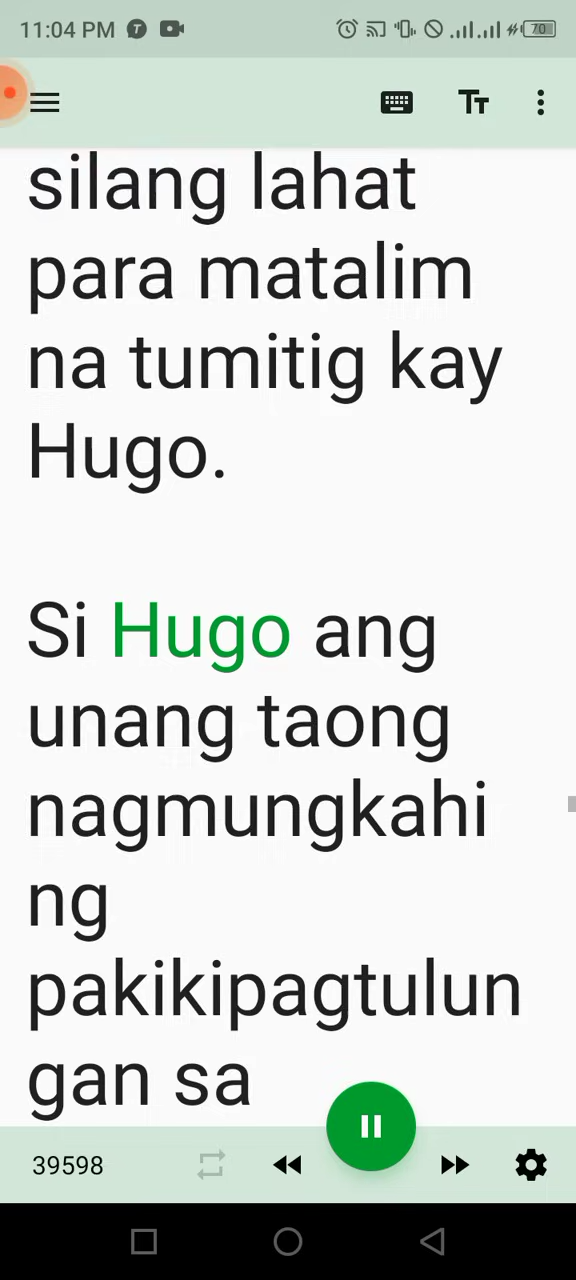 11:04 PM
70
silang lahat
para matalim
na tumitig kay
Hugo.
Si Hugo ang
unang taong
nagmungkahi
ng
pakikipagtulun
gan sa
39598